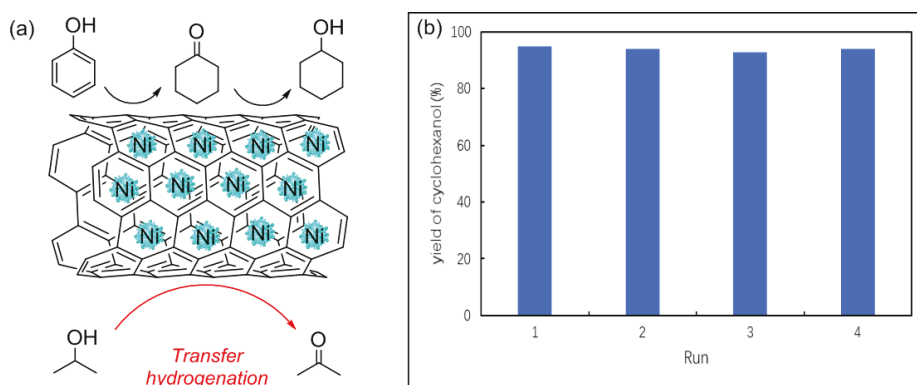 (a)
OH
O
OH
Ni Ni Ni Ni
Ni Ni Ni Ni
Ni Ni Ni Ni
OH
O
Transfer
hydrogenation
(b)
yield of cyclohexanol (%)
100
80
60
40
20
0
1 2 3 4
Run